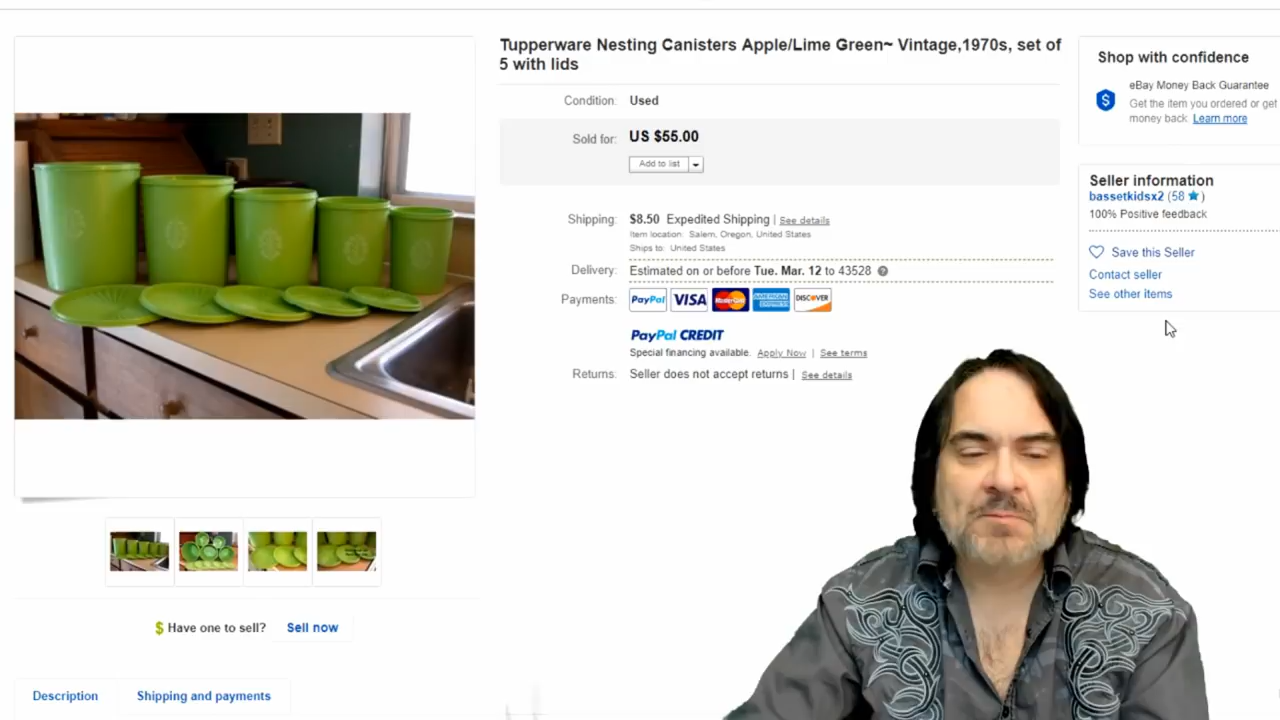 Tupperware Nesting Canisters Apple/Lime Green~ Vintage,1970s, set of
5 with lids
Condition: Used
Sold for: US $55.00
Add to list
Shipping: $8.50 Expedited Shipping | See details
Item location: Salem, Oregon, United States
Ships to: United States
Delivery: Estimated on or before Tue. Mar. 12 to 43528
Payments: PayPal VISA MasterCard AMERICAN EXPRESS DISCOVER
PayPal CREDIT
Special financing available. Apply Now | See terms
Returns: Seller does not accept returns | See details
Shop with confidence
eBay Money Back Guarantee
Get the item you ordered or get
money back Learn more
Seller information
bassetkidsx2 (58 ★ )
100% Positive feedback
Save this Seller
Contact seller
See other items
$ Have one to sell? Sell now
Description Shipping and payments